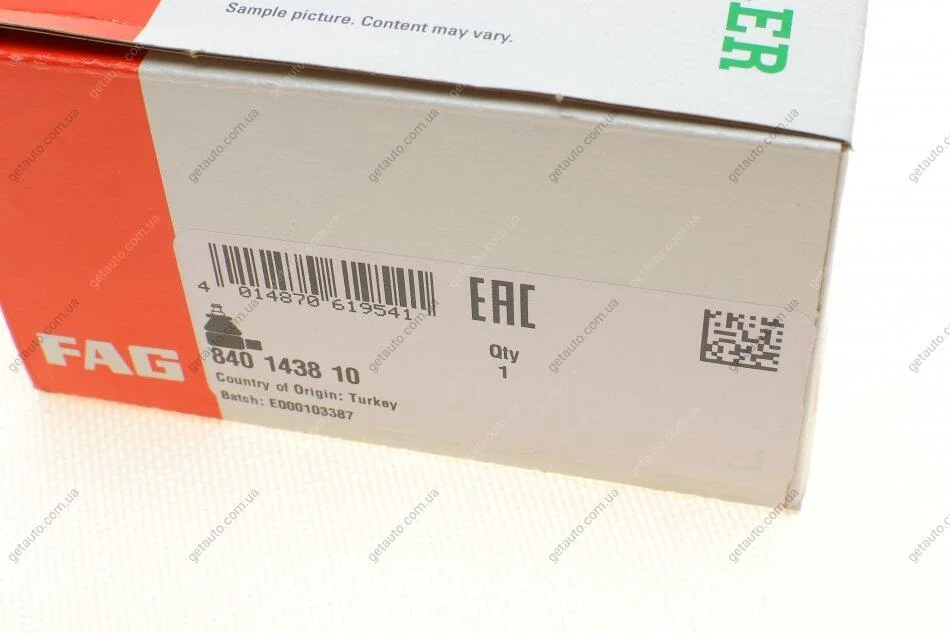 Sample picture. Content may vary.
ER
4 014870 619541
EAC
Qty
1
FAG
840 1438 10
Country of Origin: Turkey
Batch: E000103387
getauto.com.ua